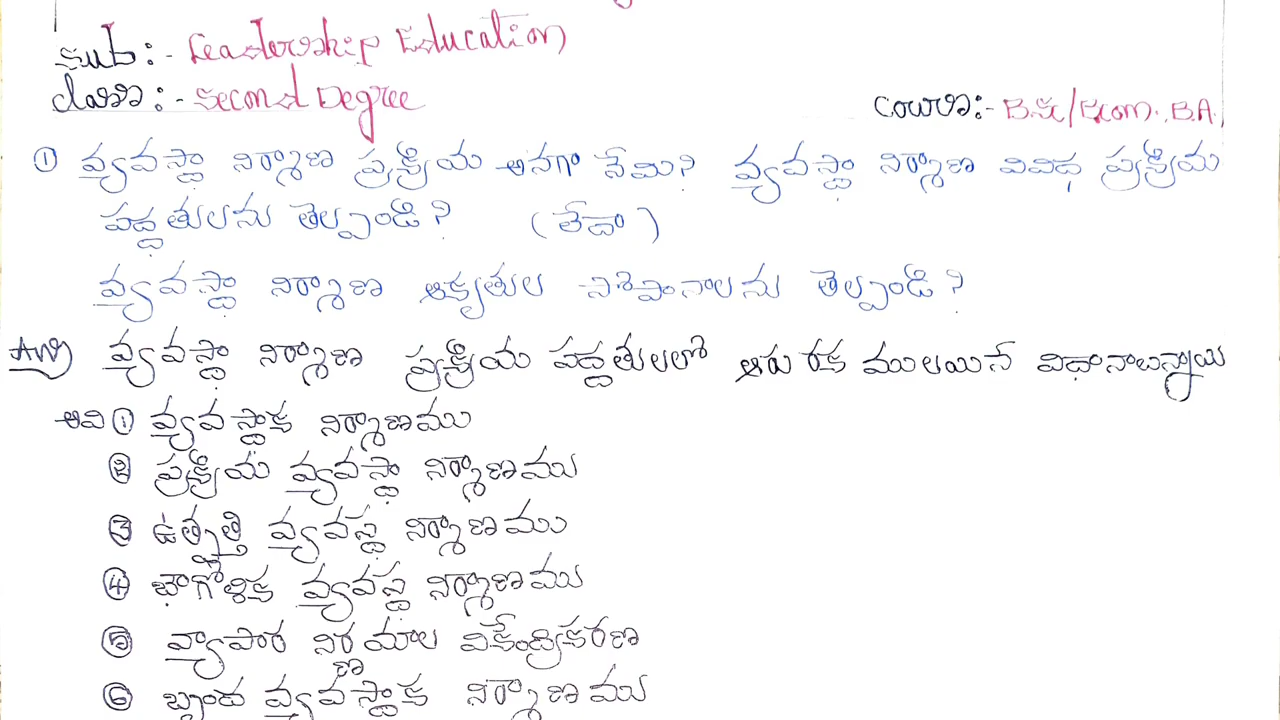 Sub:- Leadership Education
class:- Second Degree
Course:- B.Sc/B.com., B.A.
① వ్యవస్థా నిర్మాణ ప్రక్రియ అనగా నేమి? వ్యవస్థా నిర్మాణ వివిధ ప్రక్రియ
పద్ధతులను తెల్పండి? (లేదా)
వ్యవస్థా నిర్మాణ ఆకృతుల నిశిపాంనాలను తెల్పండి?
Ans) వ్యవస్థా నిర్మాణ ప్రక్రియ పద్ధతులలో ఆరు రక ములయినే విధానాలున్నాయి
అవి ① వ్యవస్థాక నిర్మాణము
② ప్రక్రియ వ్యవస్థా నిర్మాణము
③ ఉత్పత్తి వ్యవస్థ నిర్మాణము
④ భౌగోళిక వ్యవస్థ నిర్మాణము
⑤ వ్యాపార నిర్ణయాల వికేంద్రికరణ
⑥ బృందు వ్యవస్థాక నిర్మాణము